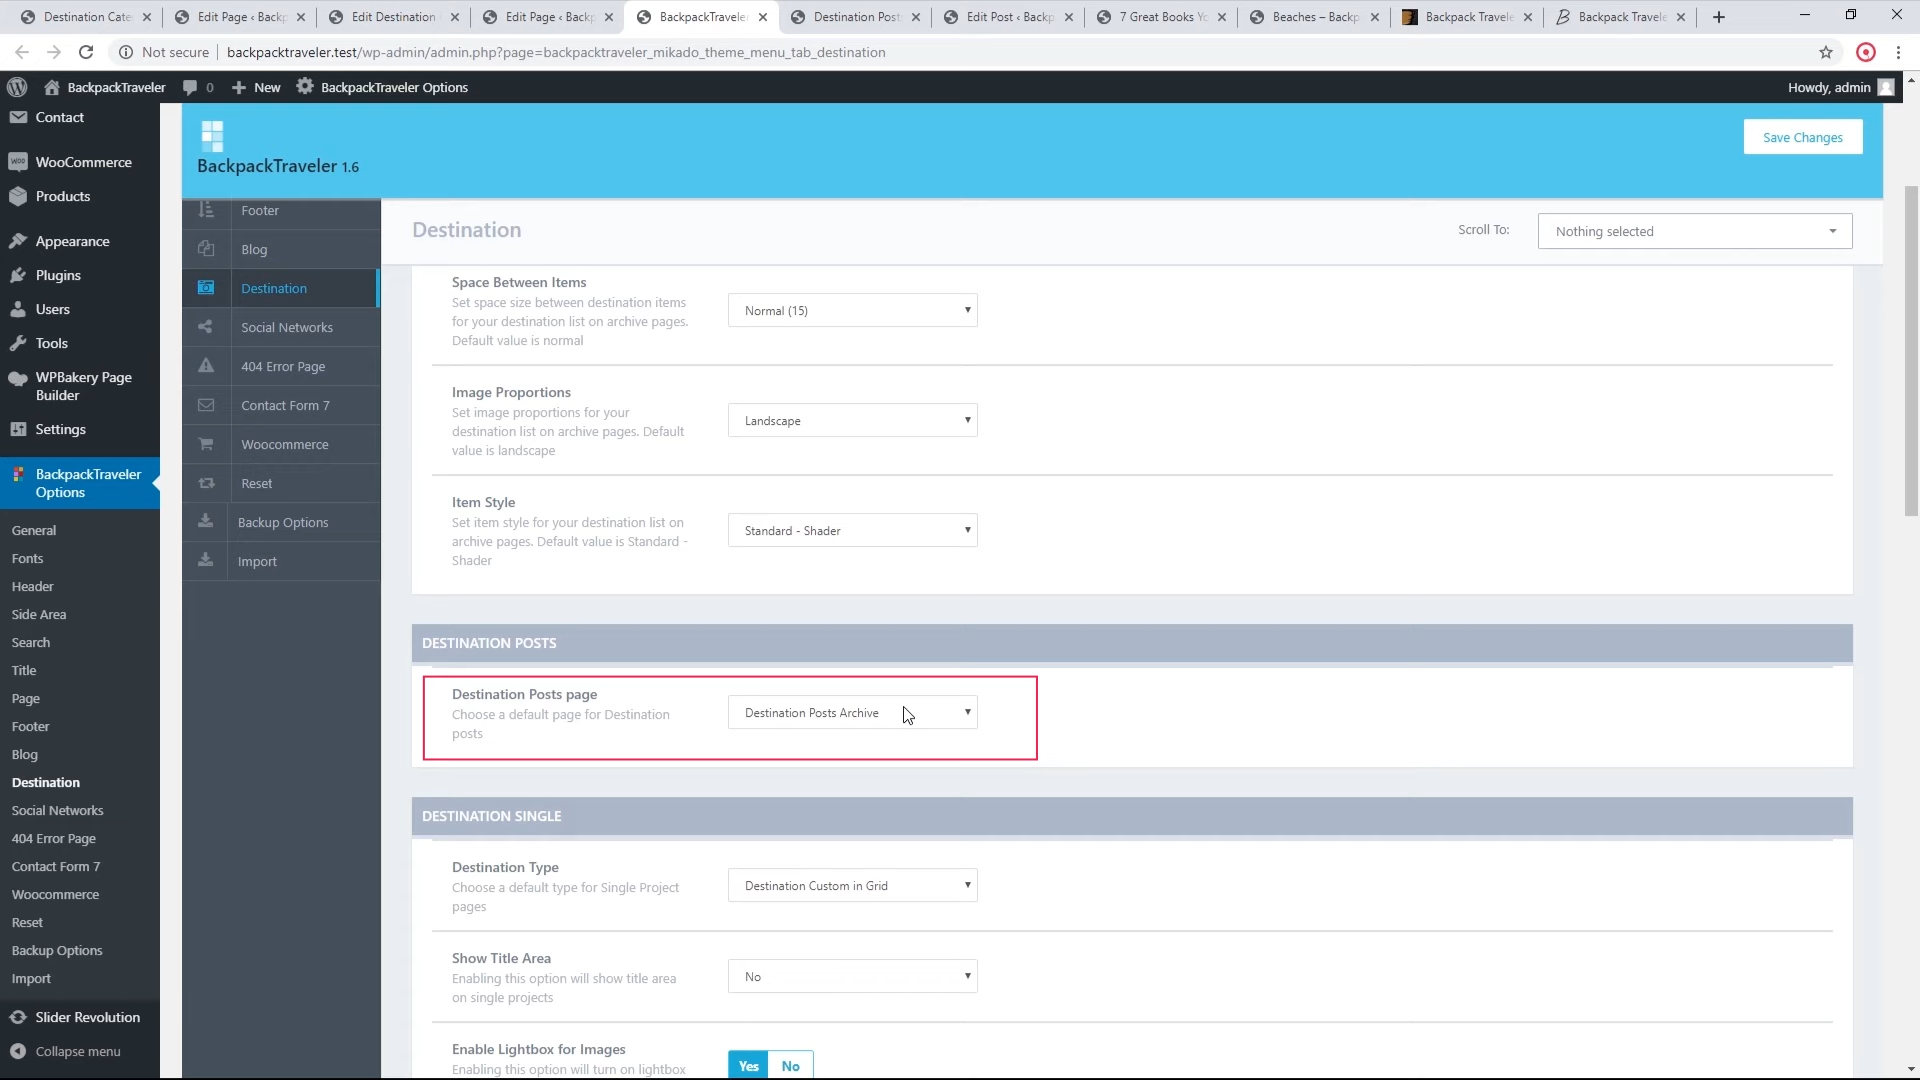 Destination Cate
Edit Page ‹ Backp
Edit Destination
Edit Page ‹ Backp
BackpackTraveler
Destination Post
Edit Post ‹ Backp
7 Great Books Yo
Beaches – Backp
Backpack Travele
Backpack Travele
Not secure
backpacktraveler.test/wp-admin/admin.php?page=backpacktraveler_mikado_theme_menu_tab_destination
BackpackTraveler
0
New
BackpackTraveler Options
Howdy, admin
Contact
WooCommerce
Products
Appearance
Plugins
Users
Tools
WPBakery Page
Builder
Settings
BackpackTraveler
Options
General
Fonts
Header
Side Area
Search
Title
Page
Footer
Blog
Destination
Social Networks
404 Error Page
Contact Form 7
Woocommerce
Reset
Backup Options
Import
Slider Revolution
Collapse menu
BackpackTraveler 1.6
Save Changes
Footer
Blog
Destination
Social Networks
404 Error Page
Contact Form 7
Woocommerce
Reset
Backup Options
Import
Destination
Scroll To:
Nothing selected
Space Between Items
Set space size between destination items
for your destination list on archive pages.
Default value is normal
Normal (15)
Image Proportions
Set image proportions for your
destination list on archive pages. Default
value is landscape
Landscape
Item Style
Set item style for your destination list on
archive pages. Default value is Standard -
Shader
Standard - Shader
DESTINATION POSTS
Destination Posts page
Choose a default page for Destination
posts
Destination Posts Archive
DESTINATION SINGLE
Destination Type
Choose a default type for Single Project
pages
Destination Custom in Grid
Show Title Area
Enabling this option will show title area
on single projects
No
Enable Lightbox for Images
Enabling this option will turn on lightbox
Yes
No